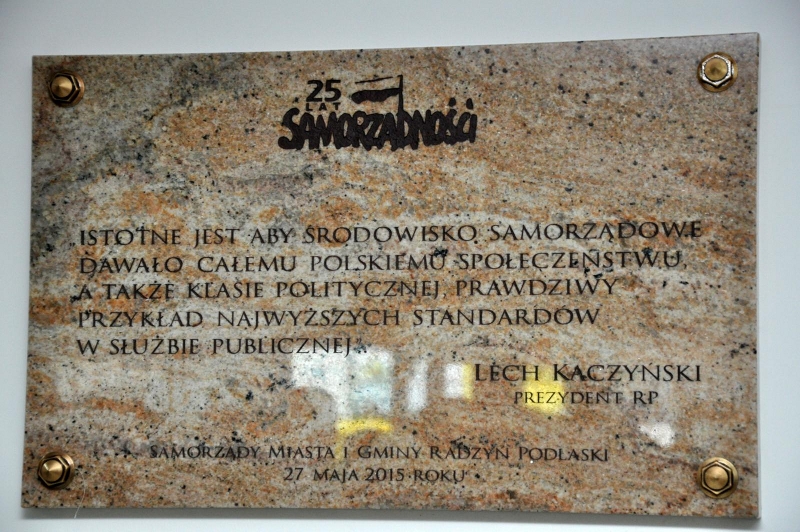 25
LAT
SAMORZĄDNOŚCI
ISTOTNE JEST ABY ŚRODOWISKO SAMORZĄDOWE
DAWAŁO CAŁEMU POLSKIEMU SPOŁECZEŃSTWU,
A TAKŻE KLASIE POLITYCZNEJ, PRAWDZIWY
PRZYKŁAD NAJWYŻSZYCH STANDARDÓW
W SŁUŻBIE PUBLICZNEJ.
LECH KACZYŃSKI
PREZYDENT RP
SAMORZĄDY MIASTA I GMINY RADZYŃ PODLASKI
27 MAJA 2015 ROKU